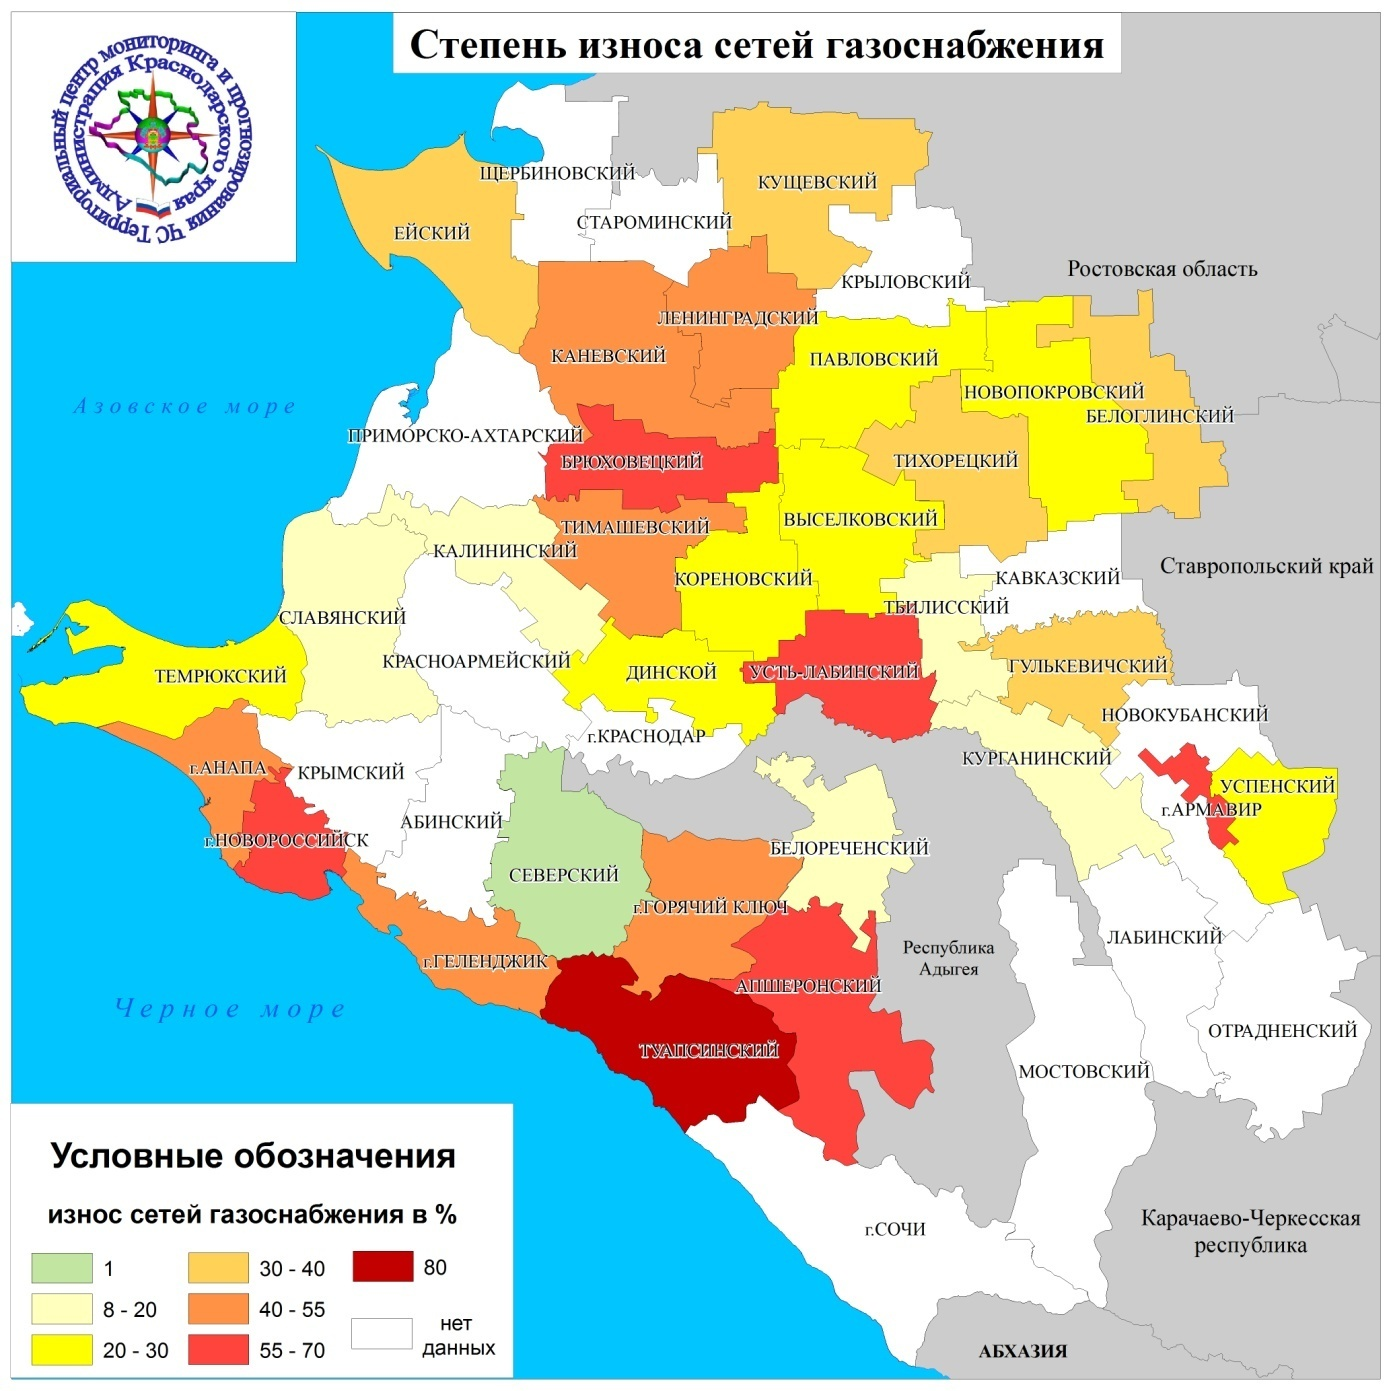 Степень износа сетей газоснабжения
Территориальный центр мониторинга и прогнозирования ЧС
Администрация Краснодарского края
ЩЕРБИНОВСКИЙ
КУЩЕВСКИЙ
СТАРОМИНСКИЙ
ЕЙСКИЙ
Ростовская область
КРЫЛОВСКИЙ
ЛЕНИНГРАДСКИЙ
КАНЕВСКИЙ
ПАВЛОВСКИЙ
НОВОПОКРОВСКИЙ
Азовское море
БЕЛОГЛИНСКИЙ
ПРИМОРСКО-АХТАРСКИЙ
БРЮХОВЕЦКИЙ
ТИХОРЕЦКИЙ
ТИМАШЕВСКИЙ
ВЫСЕЛКОВСКИЙ
КАЛИНИНСКИЙ
Ставропольский край
КОРЕНОВСКИЙ
КАВКАЗСКИЙ
ТБИЛИССКИЙ
СЛАВЯНСКИЙ
КРАСНОАРМЕЙСКИЙ
ГУЛЬКЕВИЧСКИЙ
ТЕМРЮКСКИЙ
ДИНСКОЙ
УСТЬ-ЛАБИНСКИЙ
НОВОКУБАНСКИЙ
г.КРАСНОДАР
КУРГАНИНСКИЙ
г.АНАПА
КРЫМСКИЙ
УСПЕНСКИЙ
г.АРМАВИР
АБИНСКИЙ
г.НОВОРОССИЙСК
БЕЛОРЕЧЕНСКИЙ
СЕВЕРСКИЙ
г.ГОРЯЧИЙ КЛЮЧ
ЛАБИНСКИЙ
Республика
Адыгея
г.ГЕЛЕНДЖИК
АПШЕРОНСКИЙ
Черное море
ОТРАДНЕНСКИЙ
ТУАПСИНСКИЙ
МОСТОВСКИЙ
г.СОЧИ
Карачаево-Черкесская
республика
АБХАЗИЯ
Условные обозначения
износ сетей газоснабжения в %
1
8 - 20
20 - 30
30 - 40
40 - 55
55 - 70
80
нет
данных